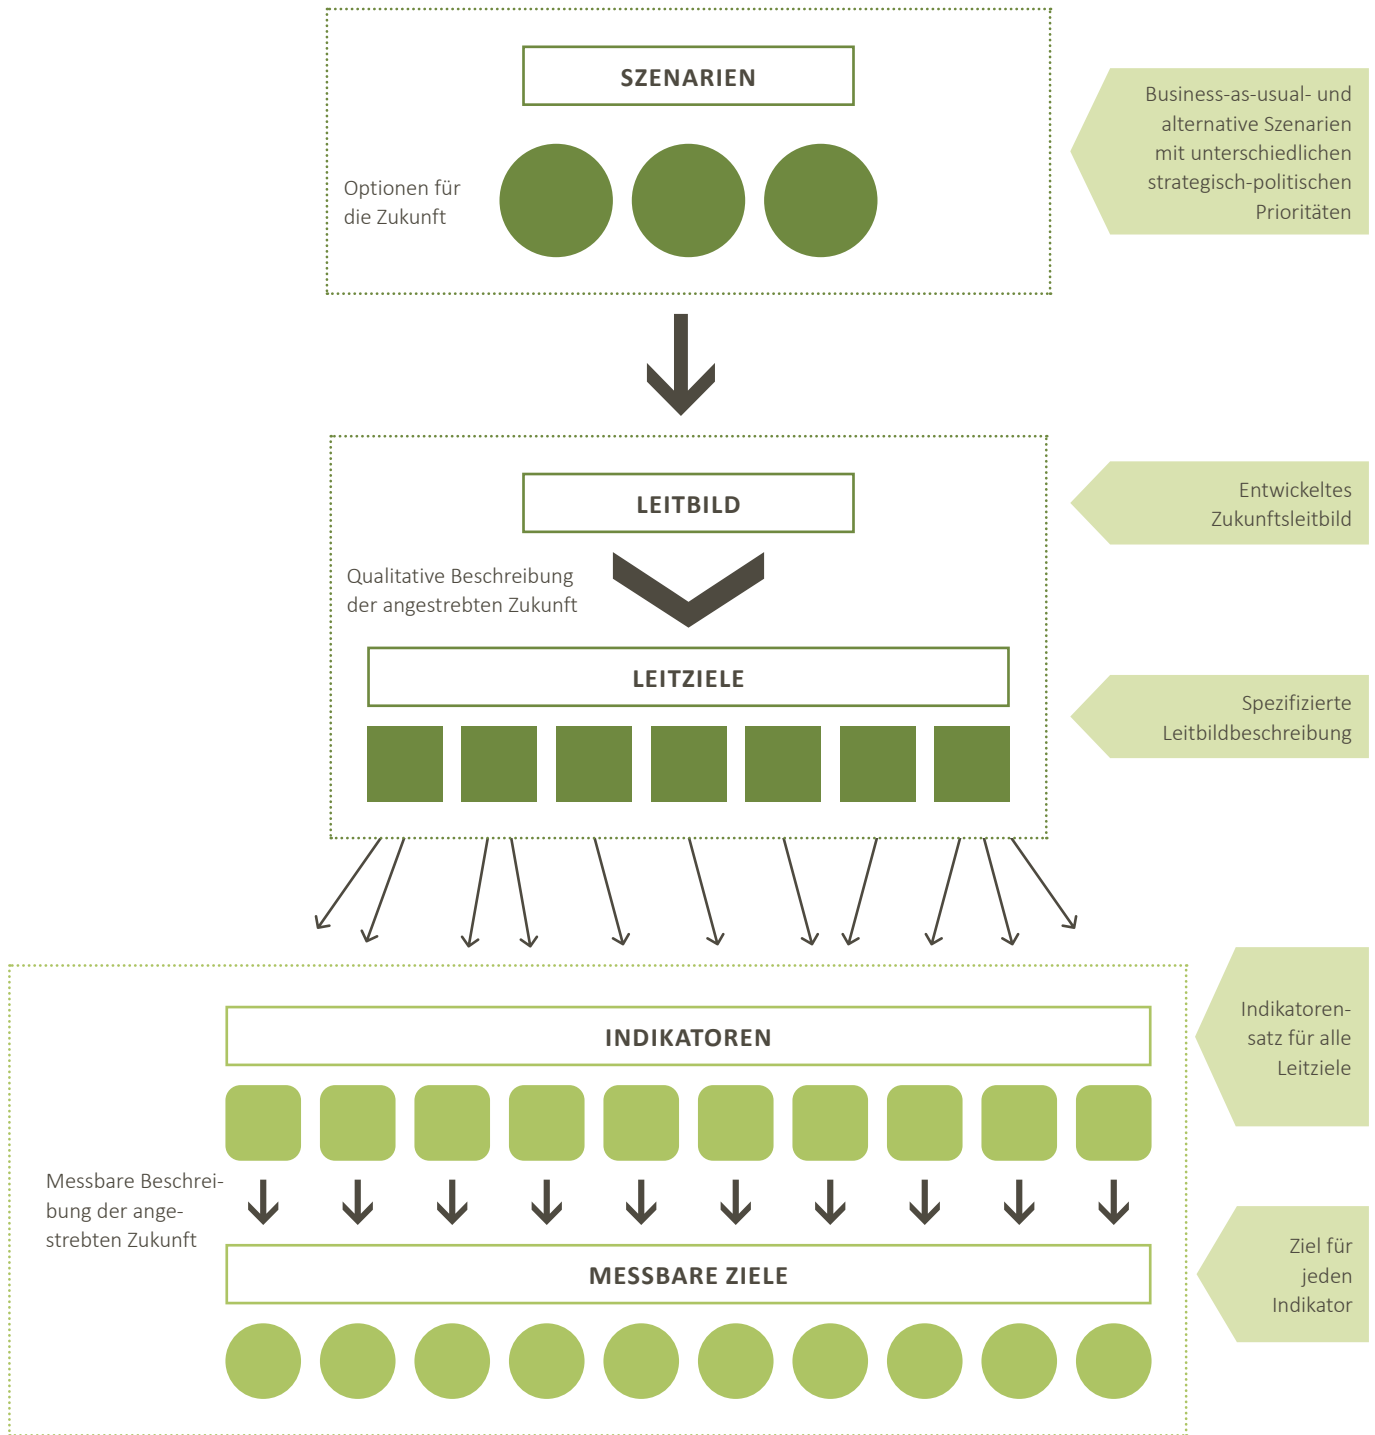 SZENARIEN
Optionen für
die Zukunft
Business-as-usual- und
alternative Szenarien
mit unterschiedlichen
strategisch-politischen
Prioritäten
LEITBILD
Entwickeltes
Zukunftsleitbild
Qualitative Beschreibung
der angestrebten Zukunft
LEITZIELE
Spezifizierte
Leitbildbeschreibung
INDIKATOREN
Indikatoren-
satz für alle
Leitziele
Messbare Beschrei-
bung der ange-
strebten Zukunft
MESSBARE ZIELE
Ziel für
jeden
Indikator